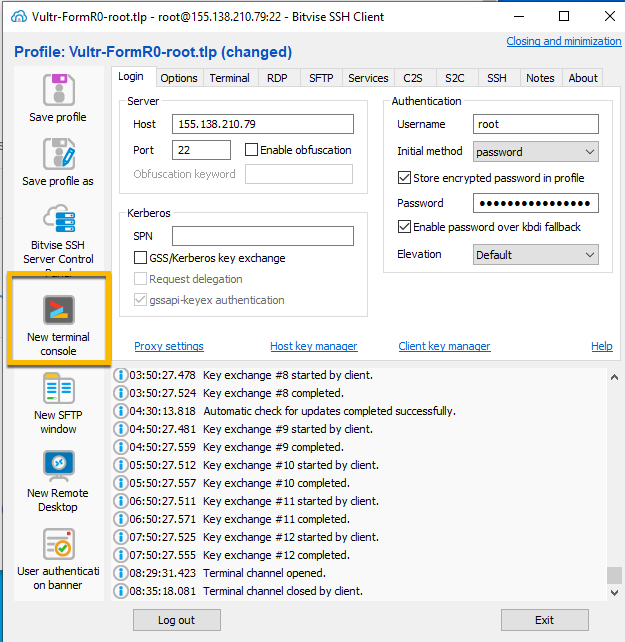 Vultr-FormR0-root.tlp - root@155.138.210.79:22 - Bitvise SSH Client
Profile: Vultr-FormR0-root.tlp (changed)
Closing and minimization
Save profile
Save profile as
Bitvise SSH
Server Control
Panel
New terminal
console
New SFTP
window
New Remote
Desktop
User authenticati
on banner
Login Options Terminal RDP SFTP Services C2S S2C SSH Notes About
Server
Host 155.138.210.79
Port 22 Enable obfuscation
Obfuscation keyword
Kerberos
SPN
GSS/Kerberos key exchange
Request delegation
gssapi-keyex authentication
Authentication
Username root
Initial method password
Store encrypted password in profile
Password ●●●●●●●●●●●●●●●●
Enable password over kbdi fallback
Elevation Default
Proxy settings Host key manager Client key manager Help
03:50:27.478 Key exchange #8 started by client.
03:50:27.524 Key exchange #8 completed.
04:30:13.818 Automatic check for updates completed successfully.
04:50:27.481 Key exchange #9 started by client.
04:50:27.559 Key exchange #9 completed.
05:50:27.512 Key exchange #10 started by client.
05:50:27.557 Key exchange #10 completed.
06:50:27.511 Key exchange #11 started by client.
06:50:27.571 Key exchange #11 completed.
07:50:27.525 Key exchange #12 started by client.
07:50:27.555 Key exchange #12 completed.
08:29:31.423 Terminal channel opened.
08:35:18.081 Terminal channel closed by client.
Log out Exit